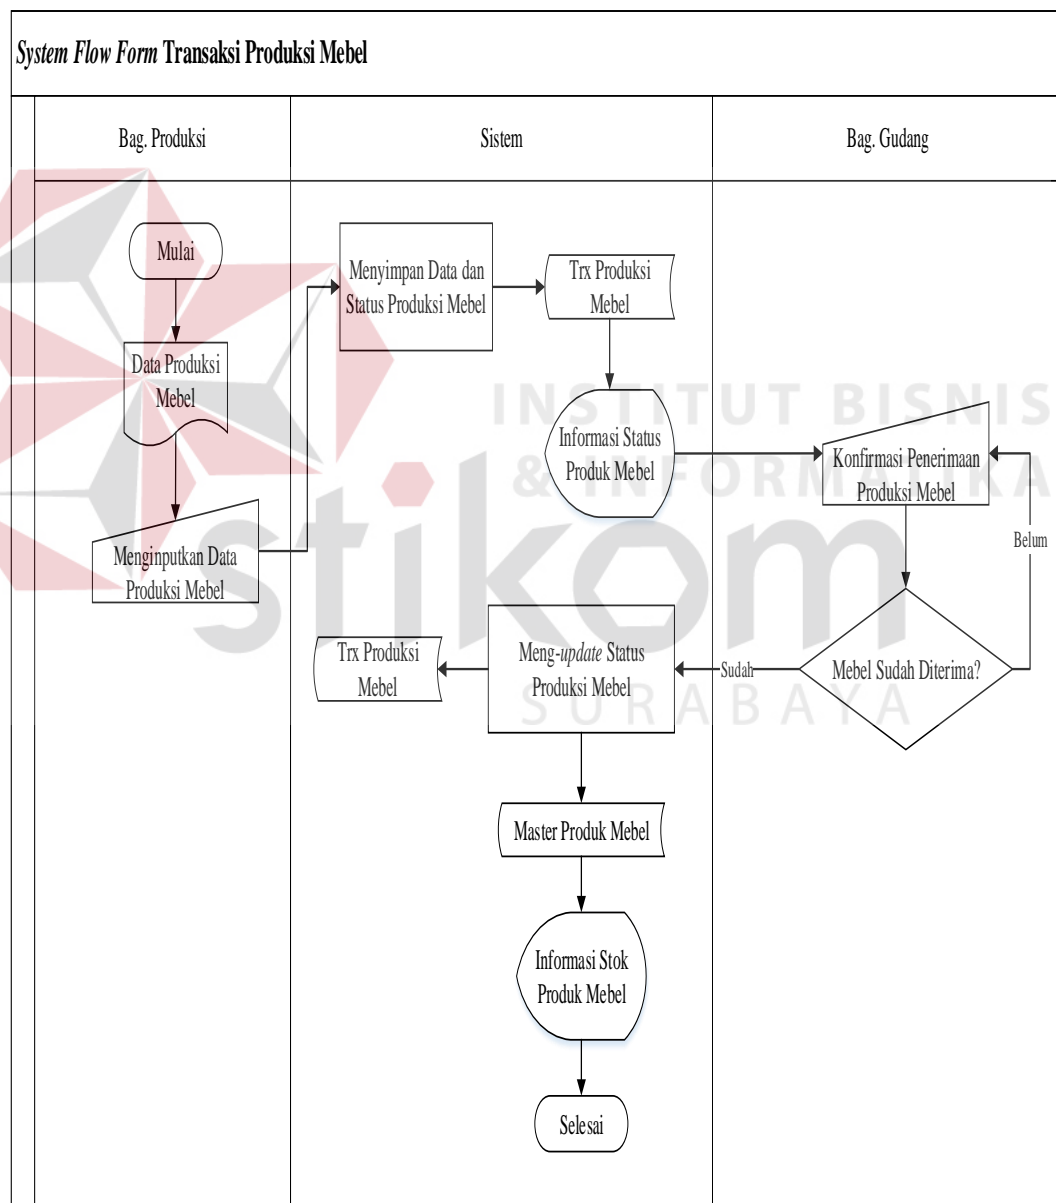 System Flow Form Transaksi Produksi Mebel
Bag. Produksi
Sistem
Bag. Gudang
Mulai
Data Produksi
Mebel
Menginputkan Data
Produksi Mebel
Menyimpan Data dan
Status Produksi Mebel
Trx Produksi
Mebel
Informasi Status
Produk Mebel
Konfirmasi Penerimaan
Produksi Mebel
Belum
Mebel Sudah Diterima?
Sudah
Meng-update Status
Produksi Mebel
Trx Produksi
Mebel
Master Produk Mebel
Informasi Stok
Produk Mebel
Selesai
INSTITUT BISNIS
& INFORMATIKA
stikom
SURABAYA